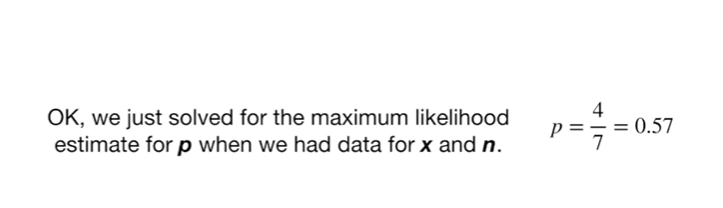 OK, we just solved for the maximum likelihood
estimate for p when we had data for x and n.
p = 4/7 = 0.57